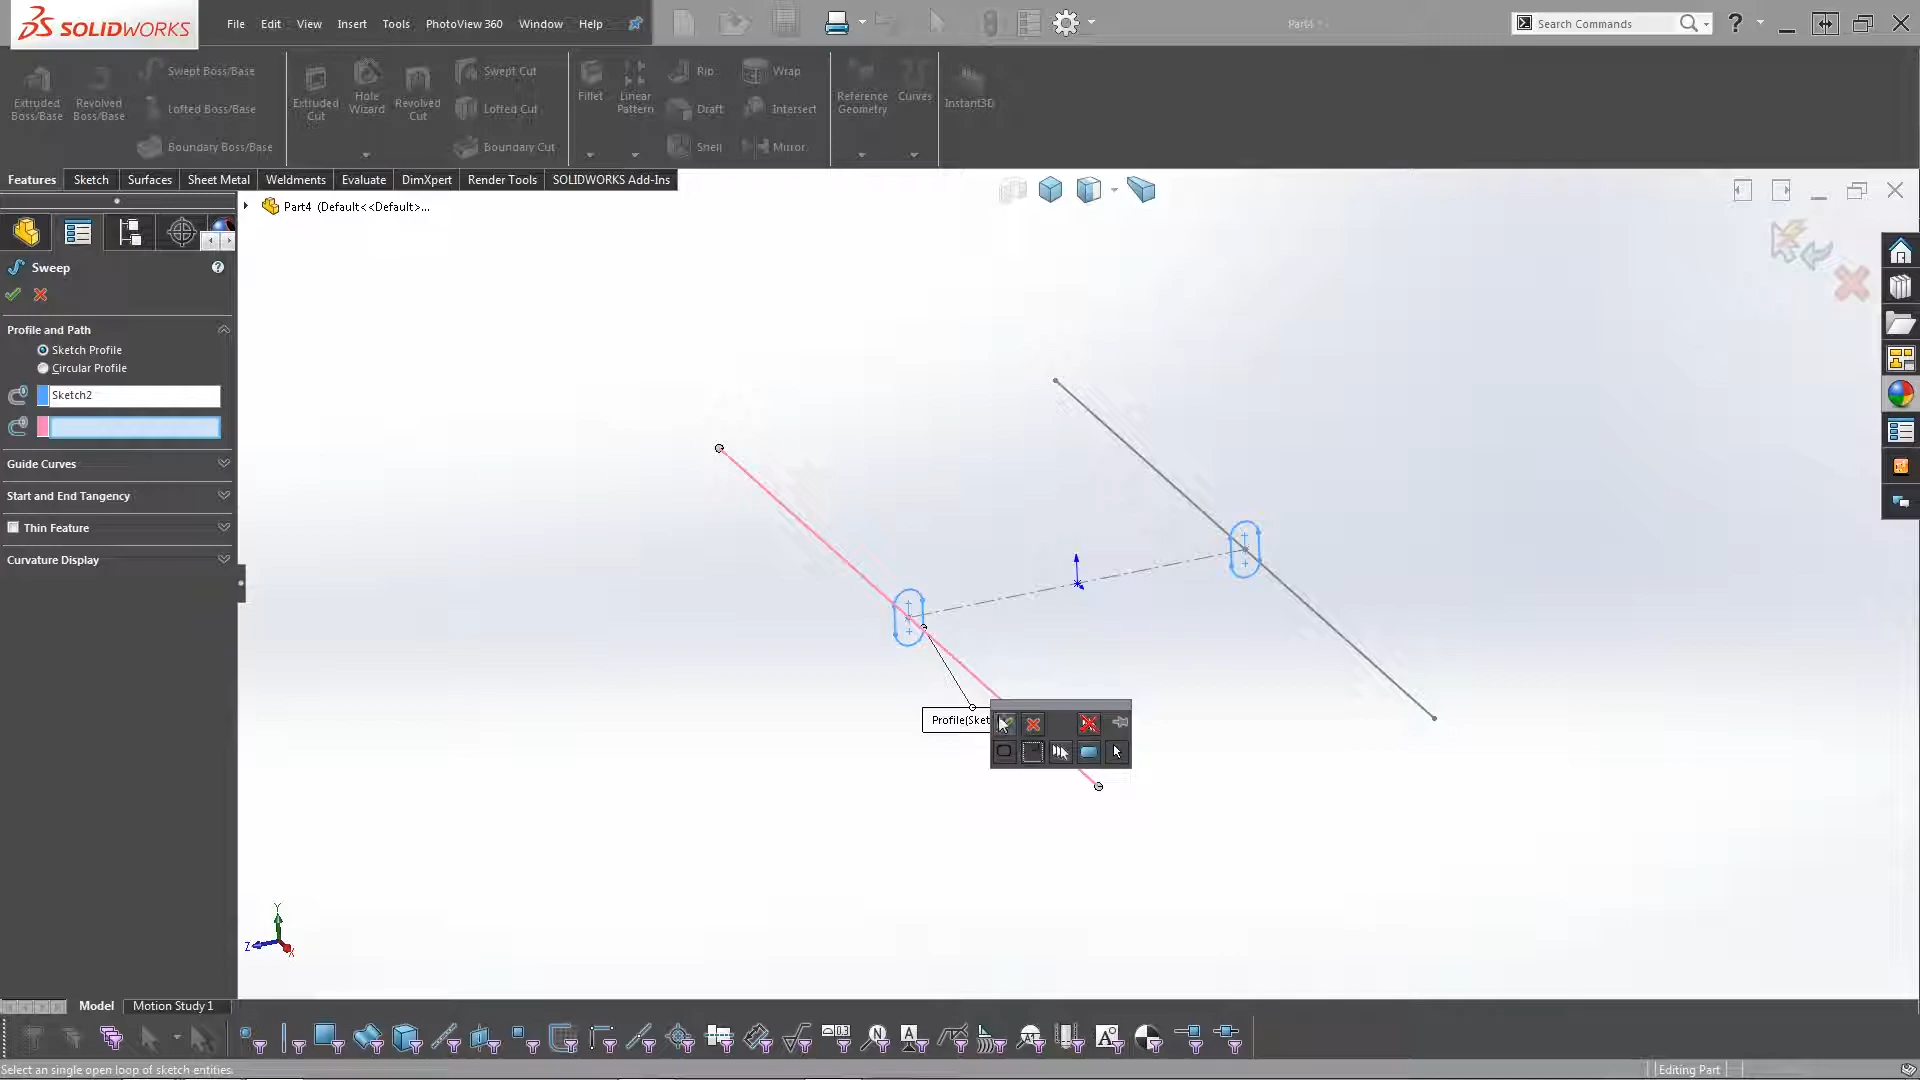 SOLIDWORKS
File Edit View Insert Tools PhotoView 360 Window Help
Part4 *
Search Commands
?
Extruded Boss/Base
Revolved Boss/Base
Swept Boss/Base
Lofted Boss/Base
Boundary Boss/Base
Extruded Cut
Hole Wizard
Revolved Cut
Swept Cut
Lofted Cut
Boundary Cut
Fillet
Linear Pattern
Rip
Draft
Shell
Wrap
Intersect
Mirror
Reference Geometry
Curves
Instant3D
Features Sketch Surfaces Sheet Metal Weldments Evaluate DimXpert Render Tools SOLIDWORKS Add-Ins
Part4 (Default<<Default>...
Sweep
Profile and Path
Sketch Profile
Circular Profile
Sketch2
Guide Curves
Start and End Tangency
Thin Feature
Curvature Display
Profile(Sket
Y
Z
X
Model Motion Study 1
Select an single open loop of sketch entities.
Editing Part